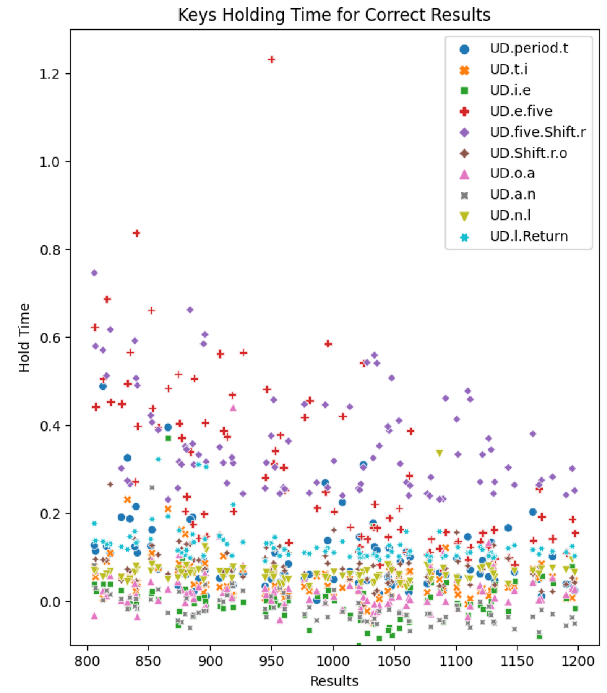 Keys Holding Time for Correct Results
UD.period.t
UD.t.i
UD.i.e
UD.e.five
UD.five.Shift.r
UD.Shift.r.o
UD.o.a
UD.a.n
UD.n.l
UD.l.Return
Hold Time
1.2
1.0
0.8
0.6
0.4
0.2
0.0
800 850 900 950 1000 1050 1100 1150 1200
Results